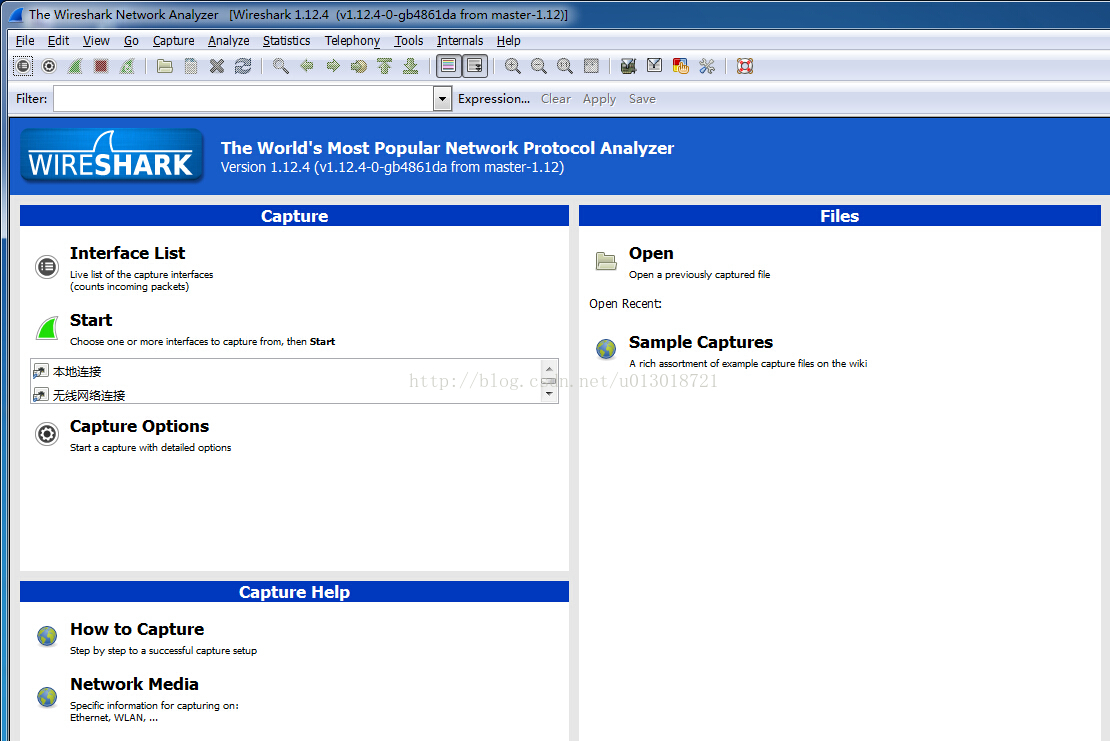 The Wireshark Network Analyzer [Wireshark 1.12.4 (v1.12.4-0-gb4861da from master-1.12)]
File Edit View Go Capture Analyze Statistics Telephony Tools Internals Help
Filter: Expression... Clear Apply Save
WIRESHARK
The World's Most Popular Network Protocol Analyzer
Version 1.12.4 (v1.12.4-0-gb4861da from master-1.12)
Capture
Interface List
Live list of the capture interfaces
(counts incoming packets)
Start
Choose one or more interfaces to capture from, then Start
本地连接
无线网络连接
Capture Options
Start a capture with detailed options
Capture Help
How to Capture
Step by step to a successful capture setup
Network Media
Specific information for capturing on:
Ethernet, WLAN, ...
Files
Open
Open a previously captured file
Open Recent:
Sample Captures
A rich assortment of example capture files on the wiki
http://blog.csdn.net/u013018721